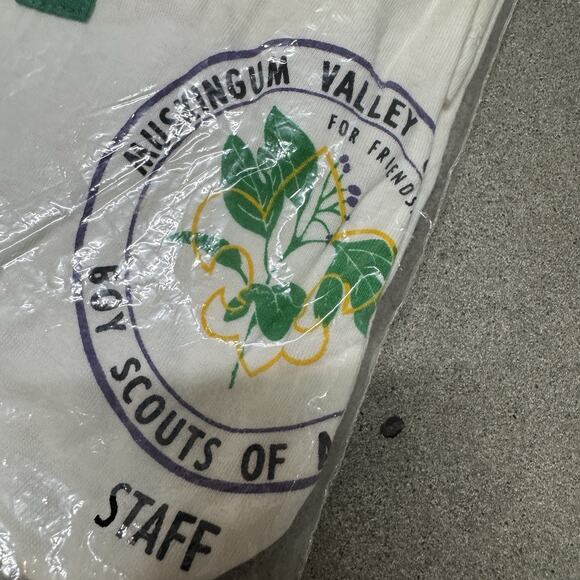 MUSKINGUM VALLEY
FOR FRIENDS
BOY SCOUTS OF
STAFF